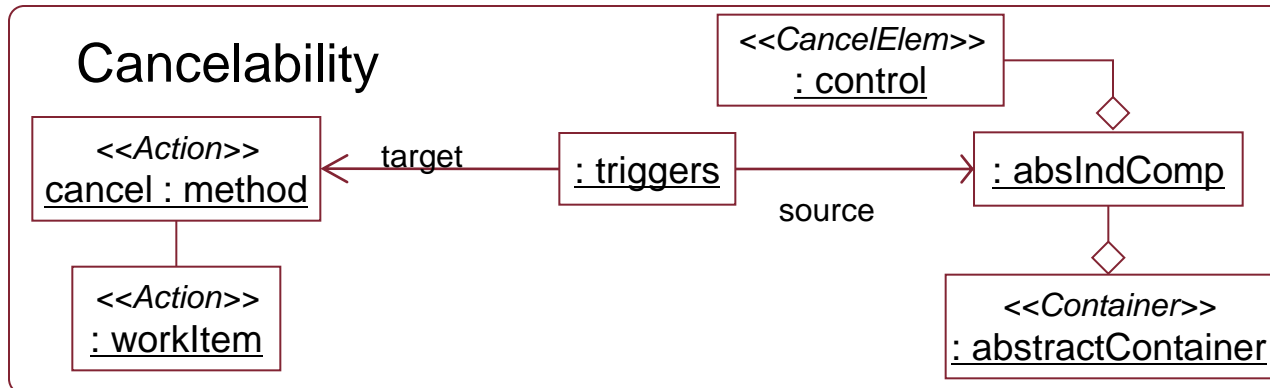 Cancelability
<<CancelElem>>
: control
<<Action>>
cancel : method
target
: triggers
source
: absIndComp
<<Action>>
: workItem
<<Container>>
: abstractContainer